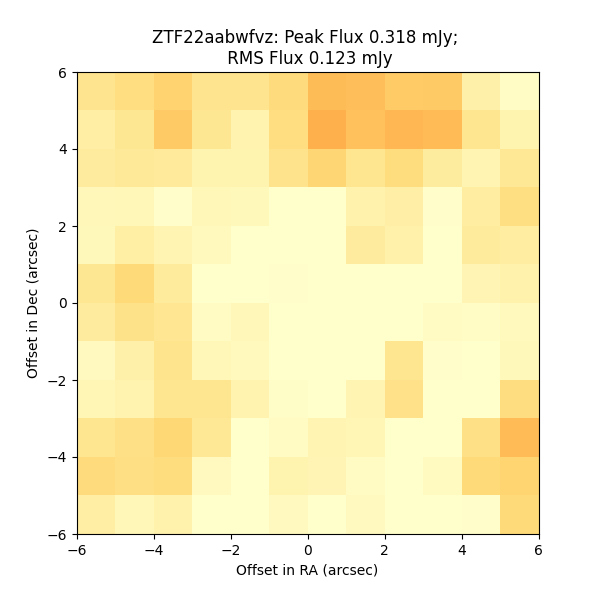 ZTF22aabwfvz: Peak Flux 0.318 mJy;
RMS Flux 0.123 mJy
6
4
2
0
−2
−4
−6
Offset in Dec (arcsec)
−6 −4 −2 0 2 4 6
Offset in RA (arcsec)